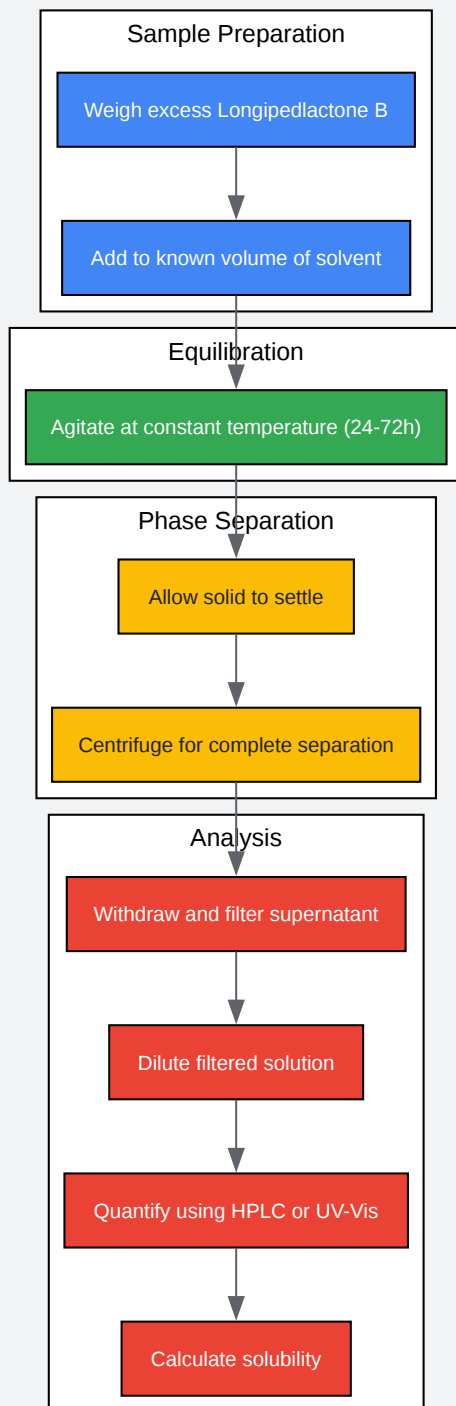 Sample Preparation
Weigh excess Longipedlactone B
Add to known volume of solvent
Equilibration
Agitate at constant temperature (24-72h)
Phase Separation
Allow solid to settle
Centrifuge for complete separation
Analysis
Withdraw and filter supernatant
Dilute filtered solution
Quantify using HPLC or UV-Vis
Calculate solubility